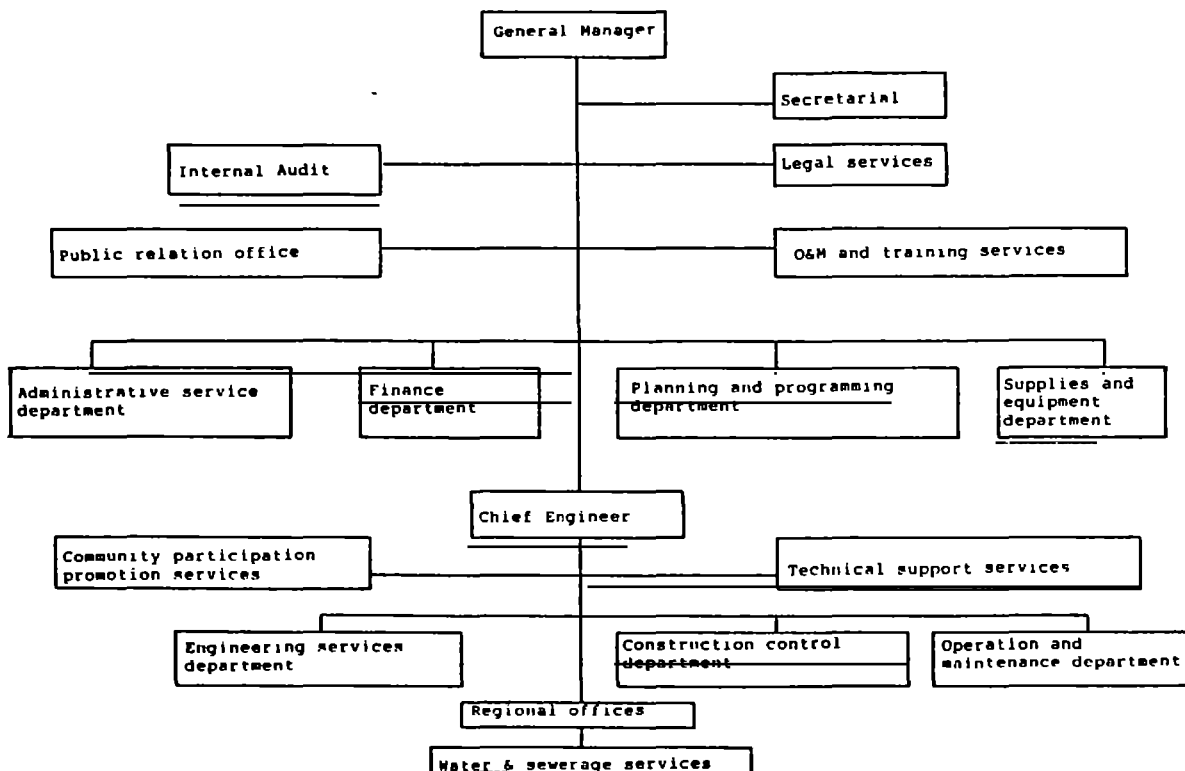 General Manager
Secretarial
Internal Audit
Legal services
Public relation office
O&M and training services
Administrative service
department
Finance
department
Planning and programming
department
Supplies and
equipment
department
Chief Engineer
Community participation
promotion services
Technical support services
Engineering services
department
Construction control
department
Operation and
maintenance department
Regional offices
Water & sewerage services